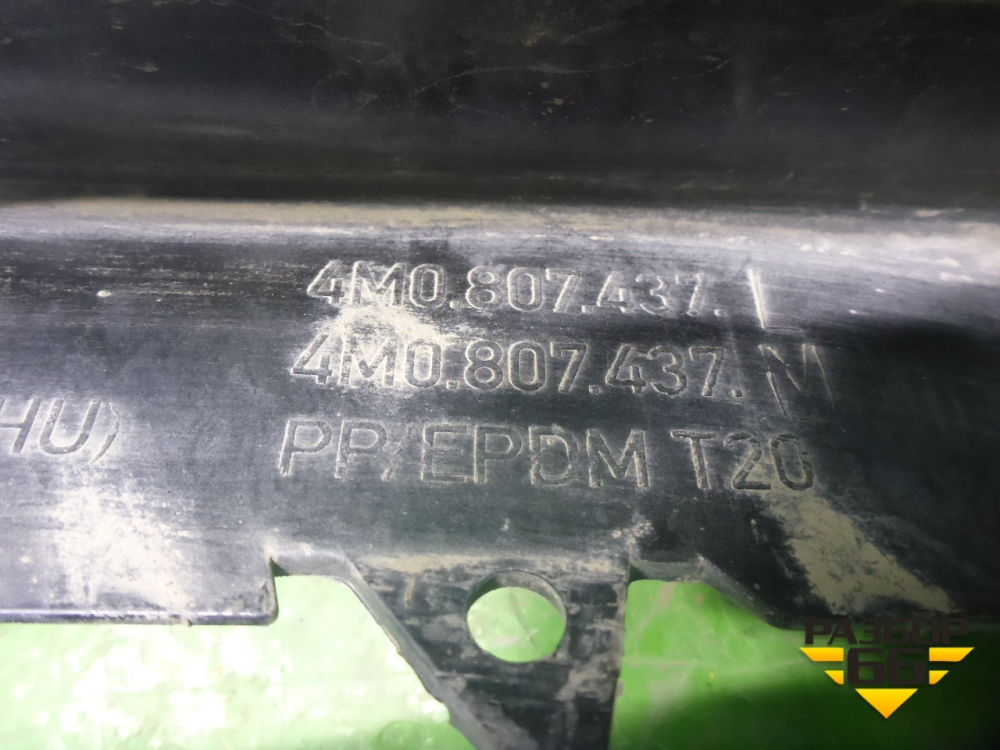 4M0.807.437. L
4M0.807.437. M
HU)
PP/EPDM T20
РАЗБОР
66